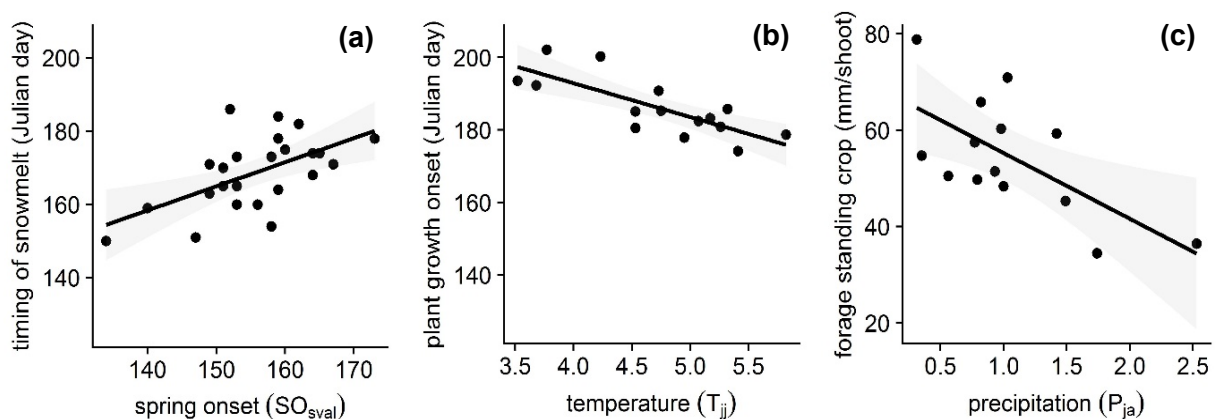 (a)
timing of snowmelt (Julian day)
200
180
160
140
140 150 160 170
spring onset (SOsval)
(b)
plant growth onset (Julian day)
200
180
160
140
3.5 4.0 4.5 5.0 5.5
temperature (Tjj)
(c)
forage standing crop (mm/shoot)
80
60
40
20
0.5 1.0 1.5 2.0 2.5
precipitation (Pja)